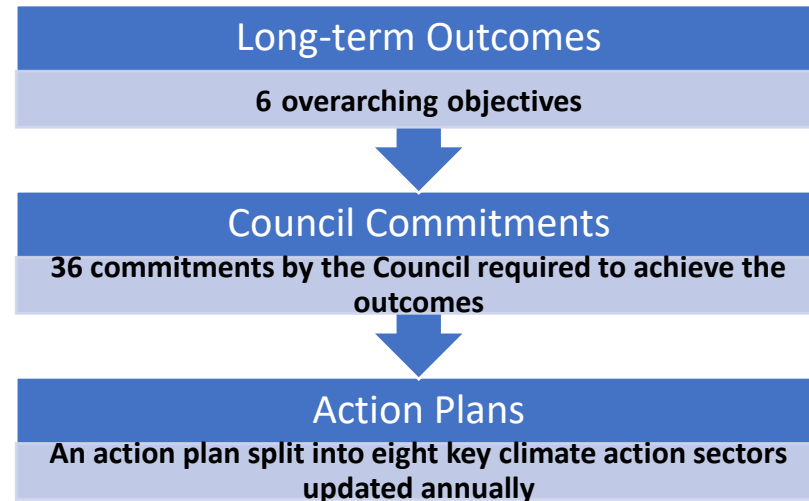 Long-term Outcomes
6 overarching objectives
Council Commitments
36 commitments by the Council required to achieve the
outcomes
Action Plans
An action plan split into eight key climate action sectors
updated annually